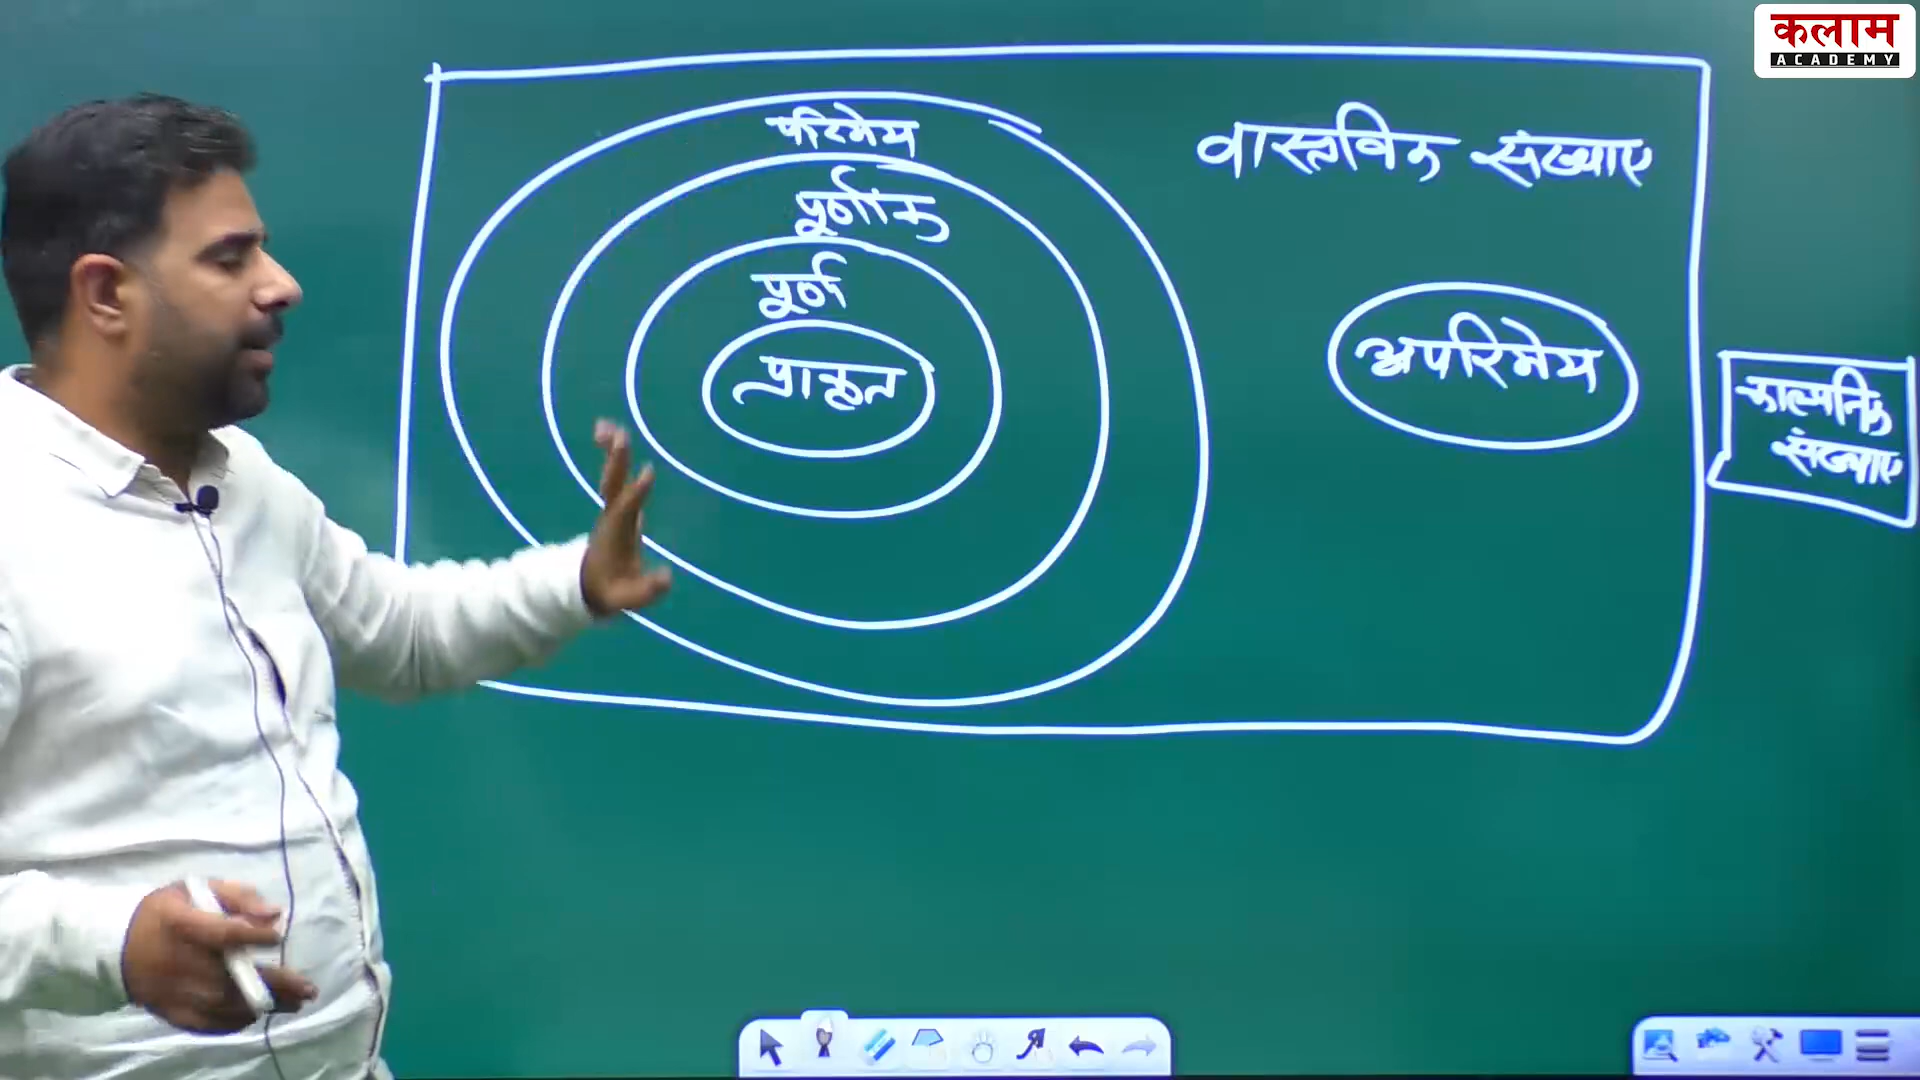 कलाम
ACADEMY
परिमेय
वास्तविक संख्याए
पूर्णांक
पूर्ण
प्राकृत
अपरिमेय
काल्पनिक
संख्याए